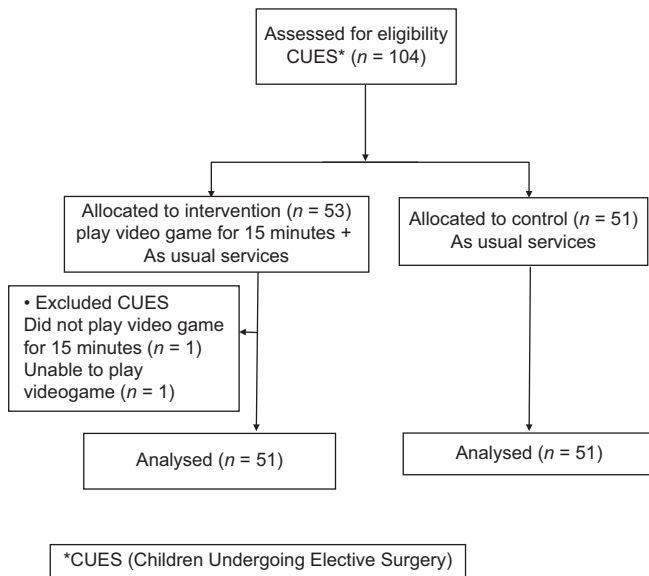 Assessed for eligibility
CUES* (n = 104)
Allocated to intervention (n = 53)
play video game for 15 minutes +
As usual services
Allocated to control (n = 51)
As usual services
• Excluded CUES
Did not play video game
for 15 minutes (n = 1)
Unable to play
videogame (n = 1)
Analysed (n = 51)
Analysed (n = 51)
*CUES (Children Undergoing Elective Surgery)